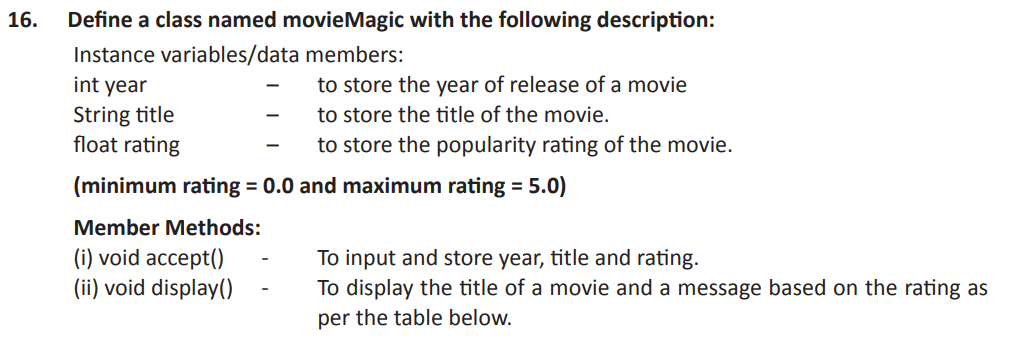 16. Define a class named movieMagic with the following description:
Instance variables/data members:
int year – to store the year of release of a movie
String title – to store the title of the movie.
float rating – to store the popularity rating of the movie.
(minimum rating = 0.0 and maximum rating = 5.0)
Member Methods:
(i) void accept() - To input and store year, title and rating.
(ii) void display() - To display the title of a movie and a message based on the rating as
per the table below.